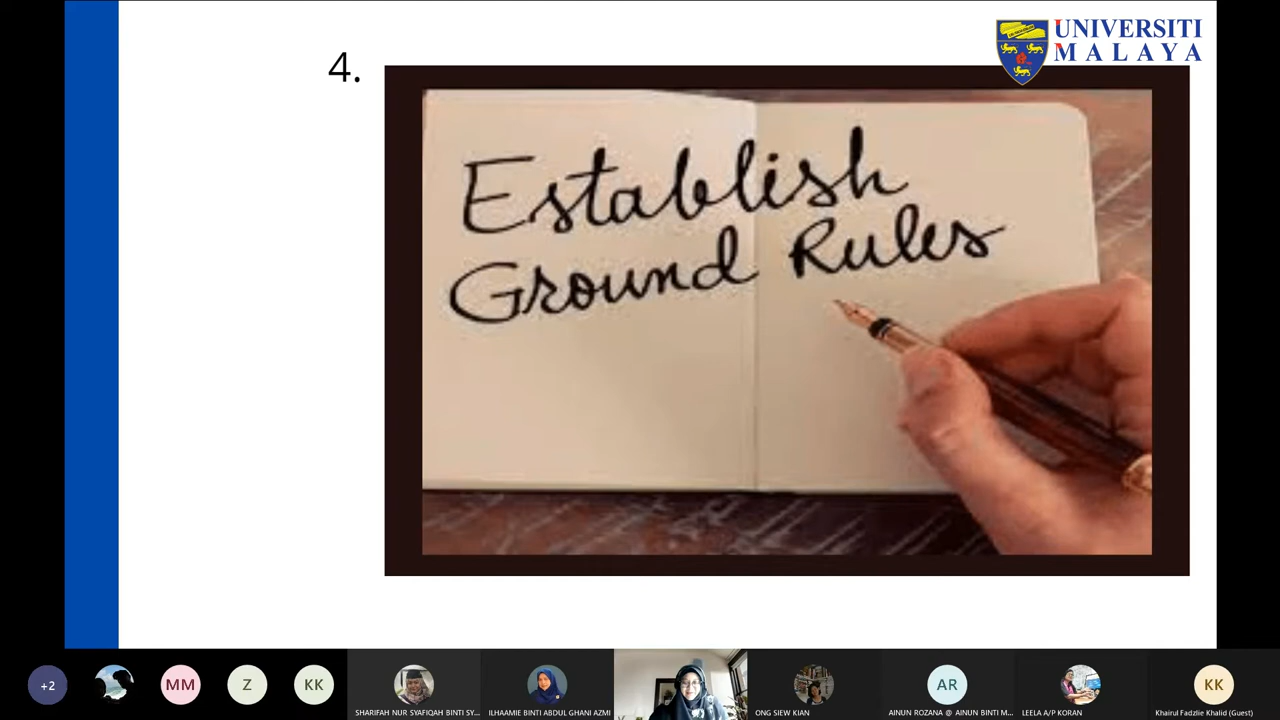 UNIVERSITI
MALAYA
4.
Establish
Ground Rules
+2
MM
Z
KK
SHARIFAH NUR SYAFIQAH BINTI SY...
ILHAAMIE BINTI ABDUL GHANI AZMI
ONG SIEW KIAN
AR
AINUN ROZANA @ AINUN BINTI M...
LEELA A/P KORAN
KK
Khairul Fadzlie Khalid (Guest)